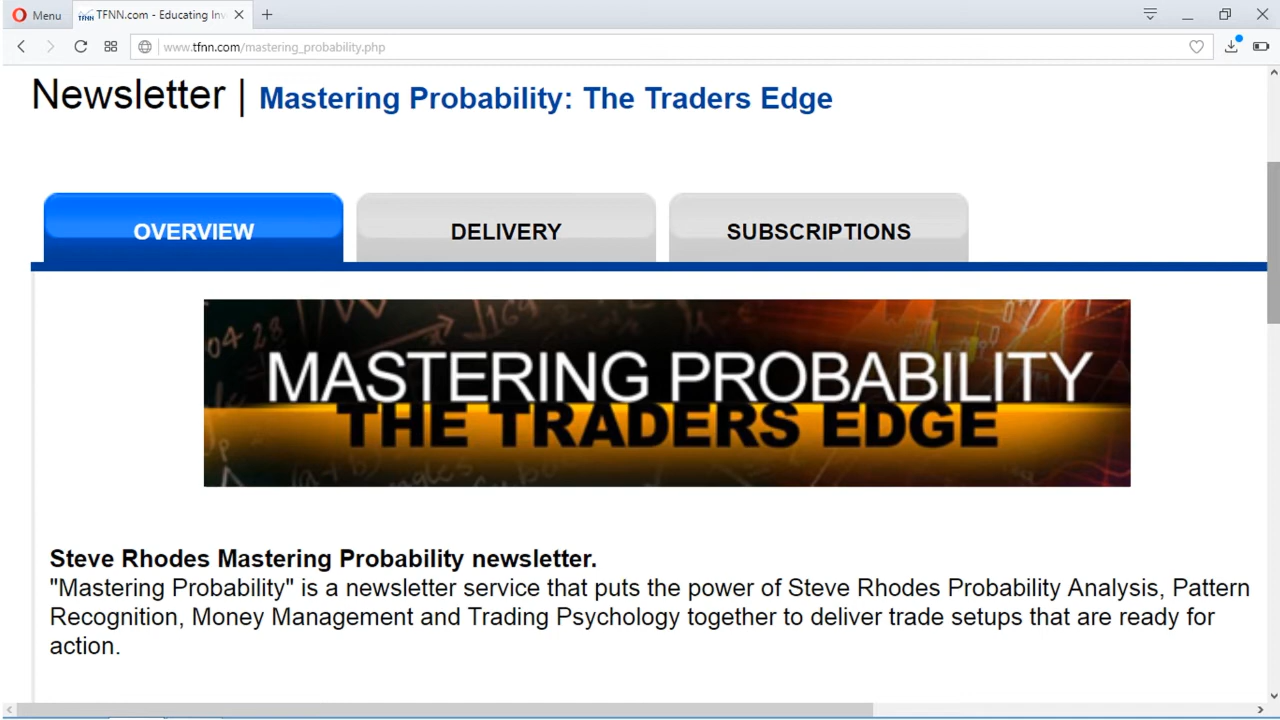 Menu
TFNN.com - Educating Inv
www.tfnn.com/mastering_probability.php
Newsletter | Mastering Probability: The Traders Edge
OVERVIEW
DELIVERY
SUBSCRIPTIONS
MASTERING PROBABILITY
THE TRADERS EDGE
Steve Rhodes Mastering Probability newsletter.
"Mastering Probability" is a newsletter service that puts the power of Steve Rhodes Probability Analysis, Pattern
Recognition, Money Management and Trading Psychology together to deliver trade setups that are ready for
action.